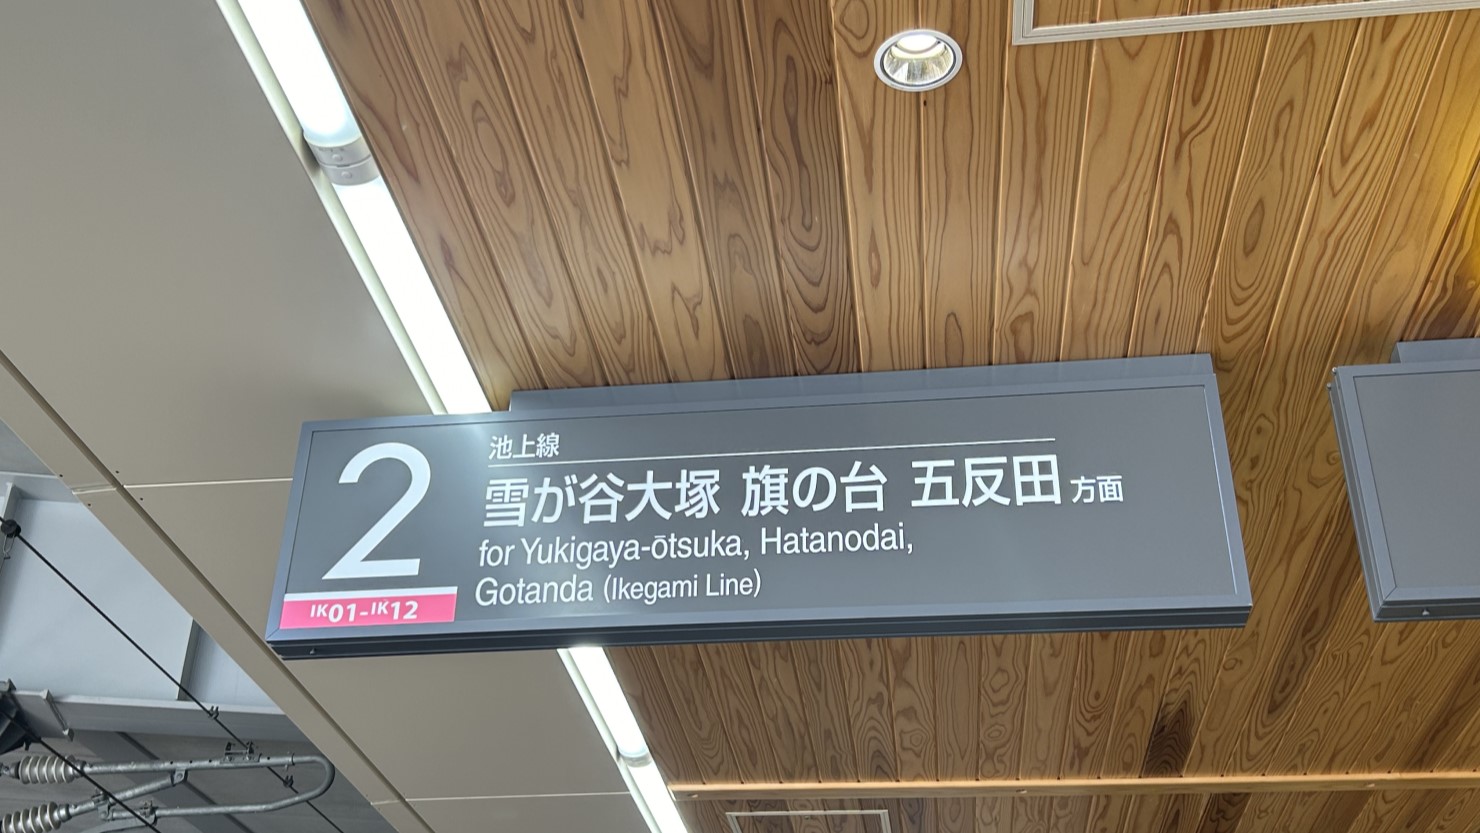 2
池上線
雪が谷大塚 旗の台 五反田 方面
for Yukigaya-ōtsuka, Hatanodai,
Gotanda (Ikegami Line)
IK01-IK12